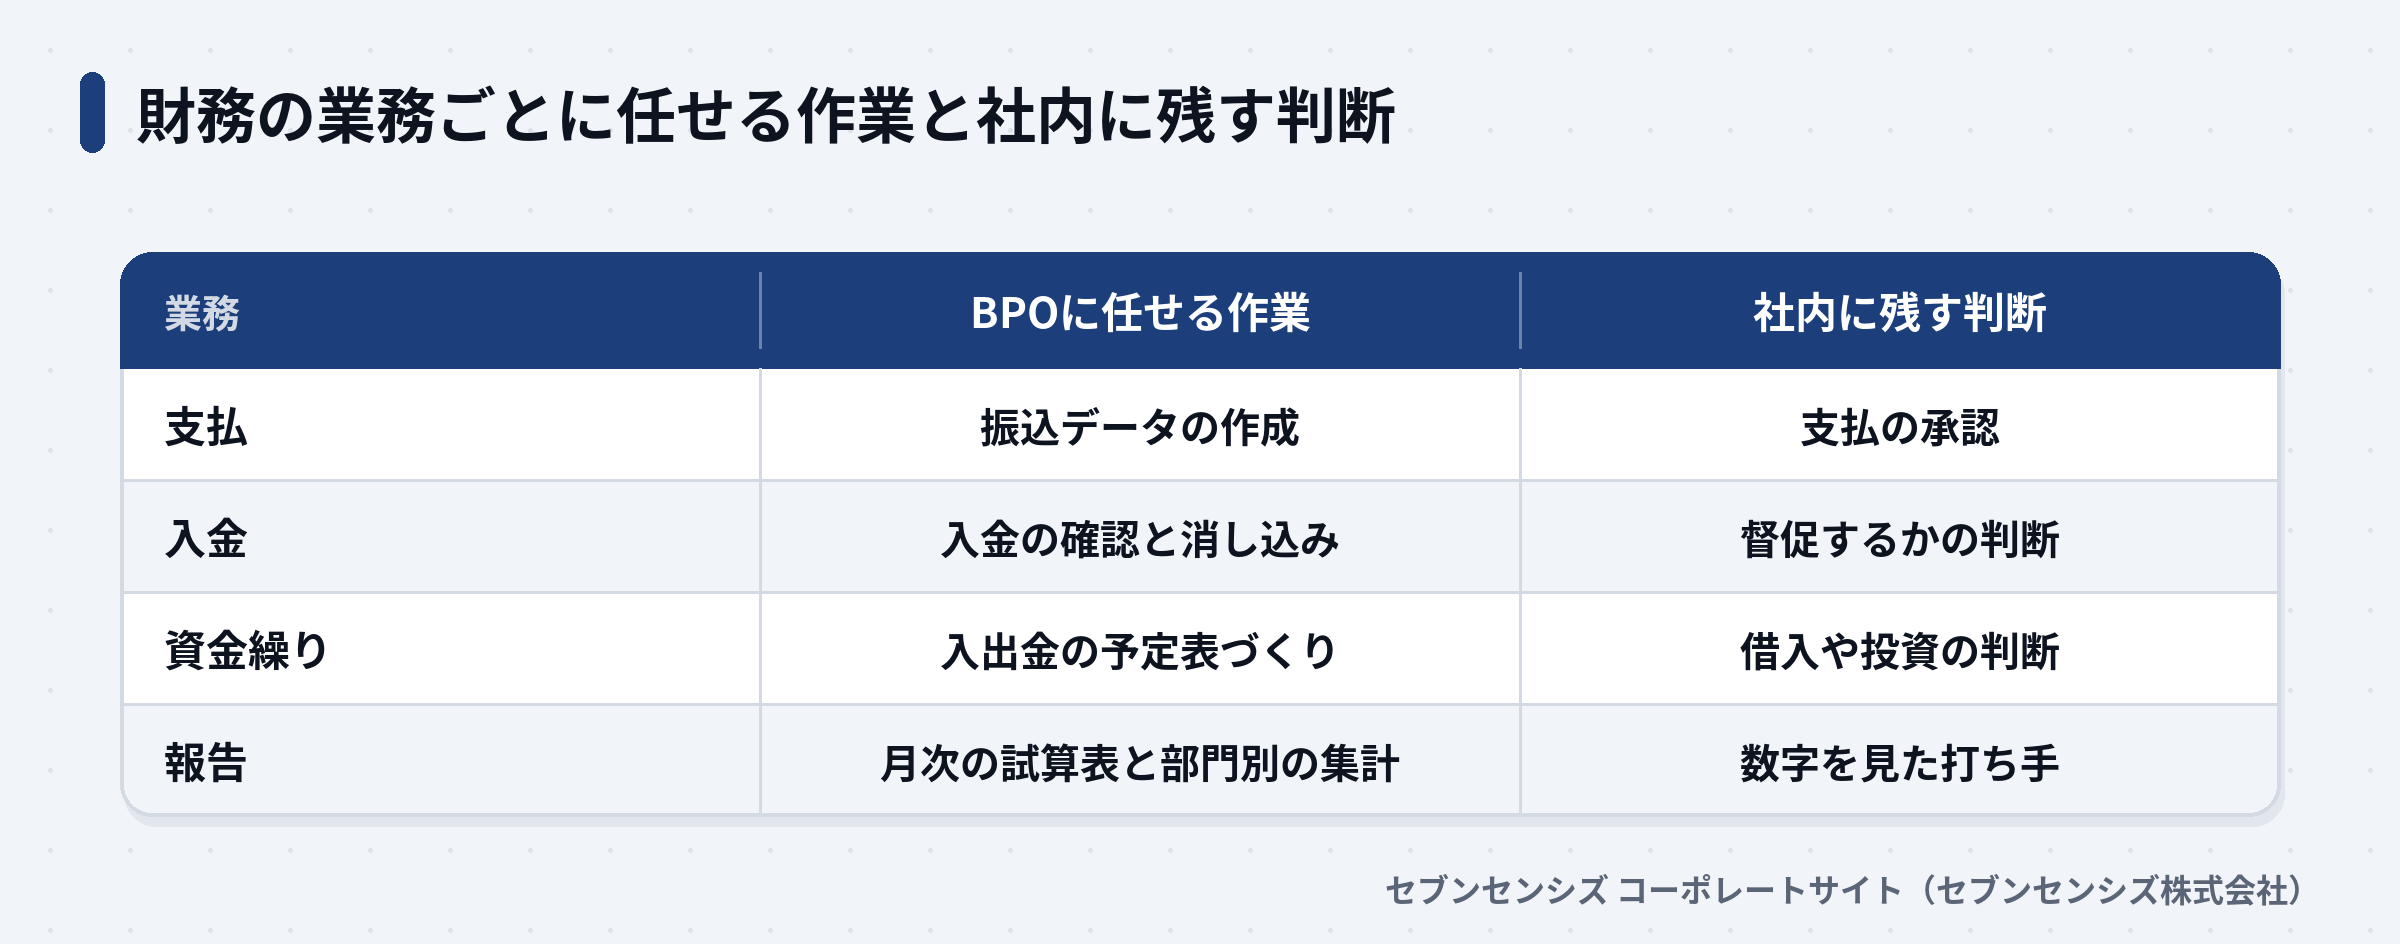 財務の業務ごとに任せる作業と社内に残す判断
業務 BPOに任せる作業 社内に残す判断
支払 振込データの作成 支払の承認
入金 入金の確認と消し込み 督促するかの判断
資金繰り 入出金の予定表づくり 借入や投資の判断
報告 月次の試算表と部門別の集計 数字を見た打ち手
セブンセンシズ コーポレートサイト（セブンセンシズ株式会社）